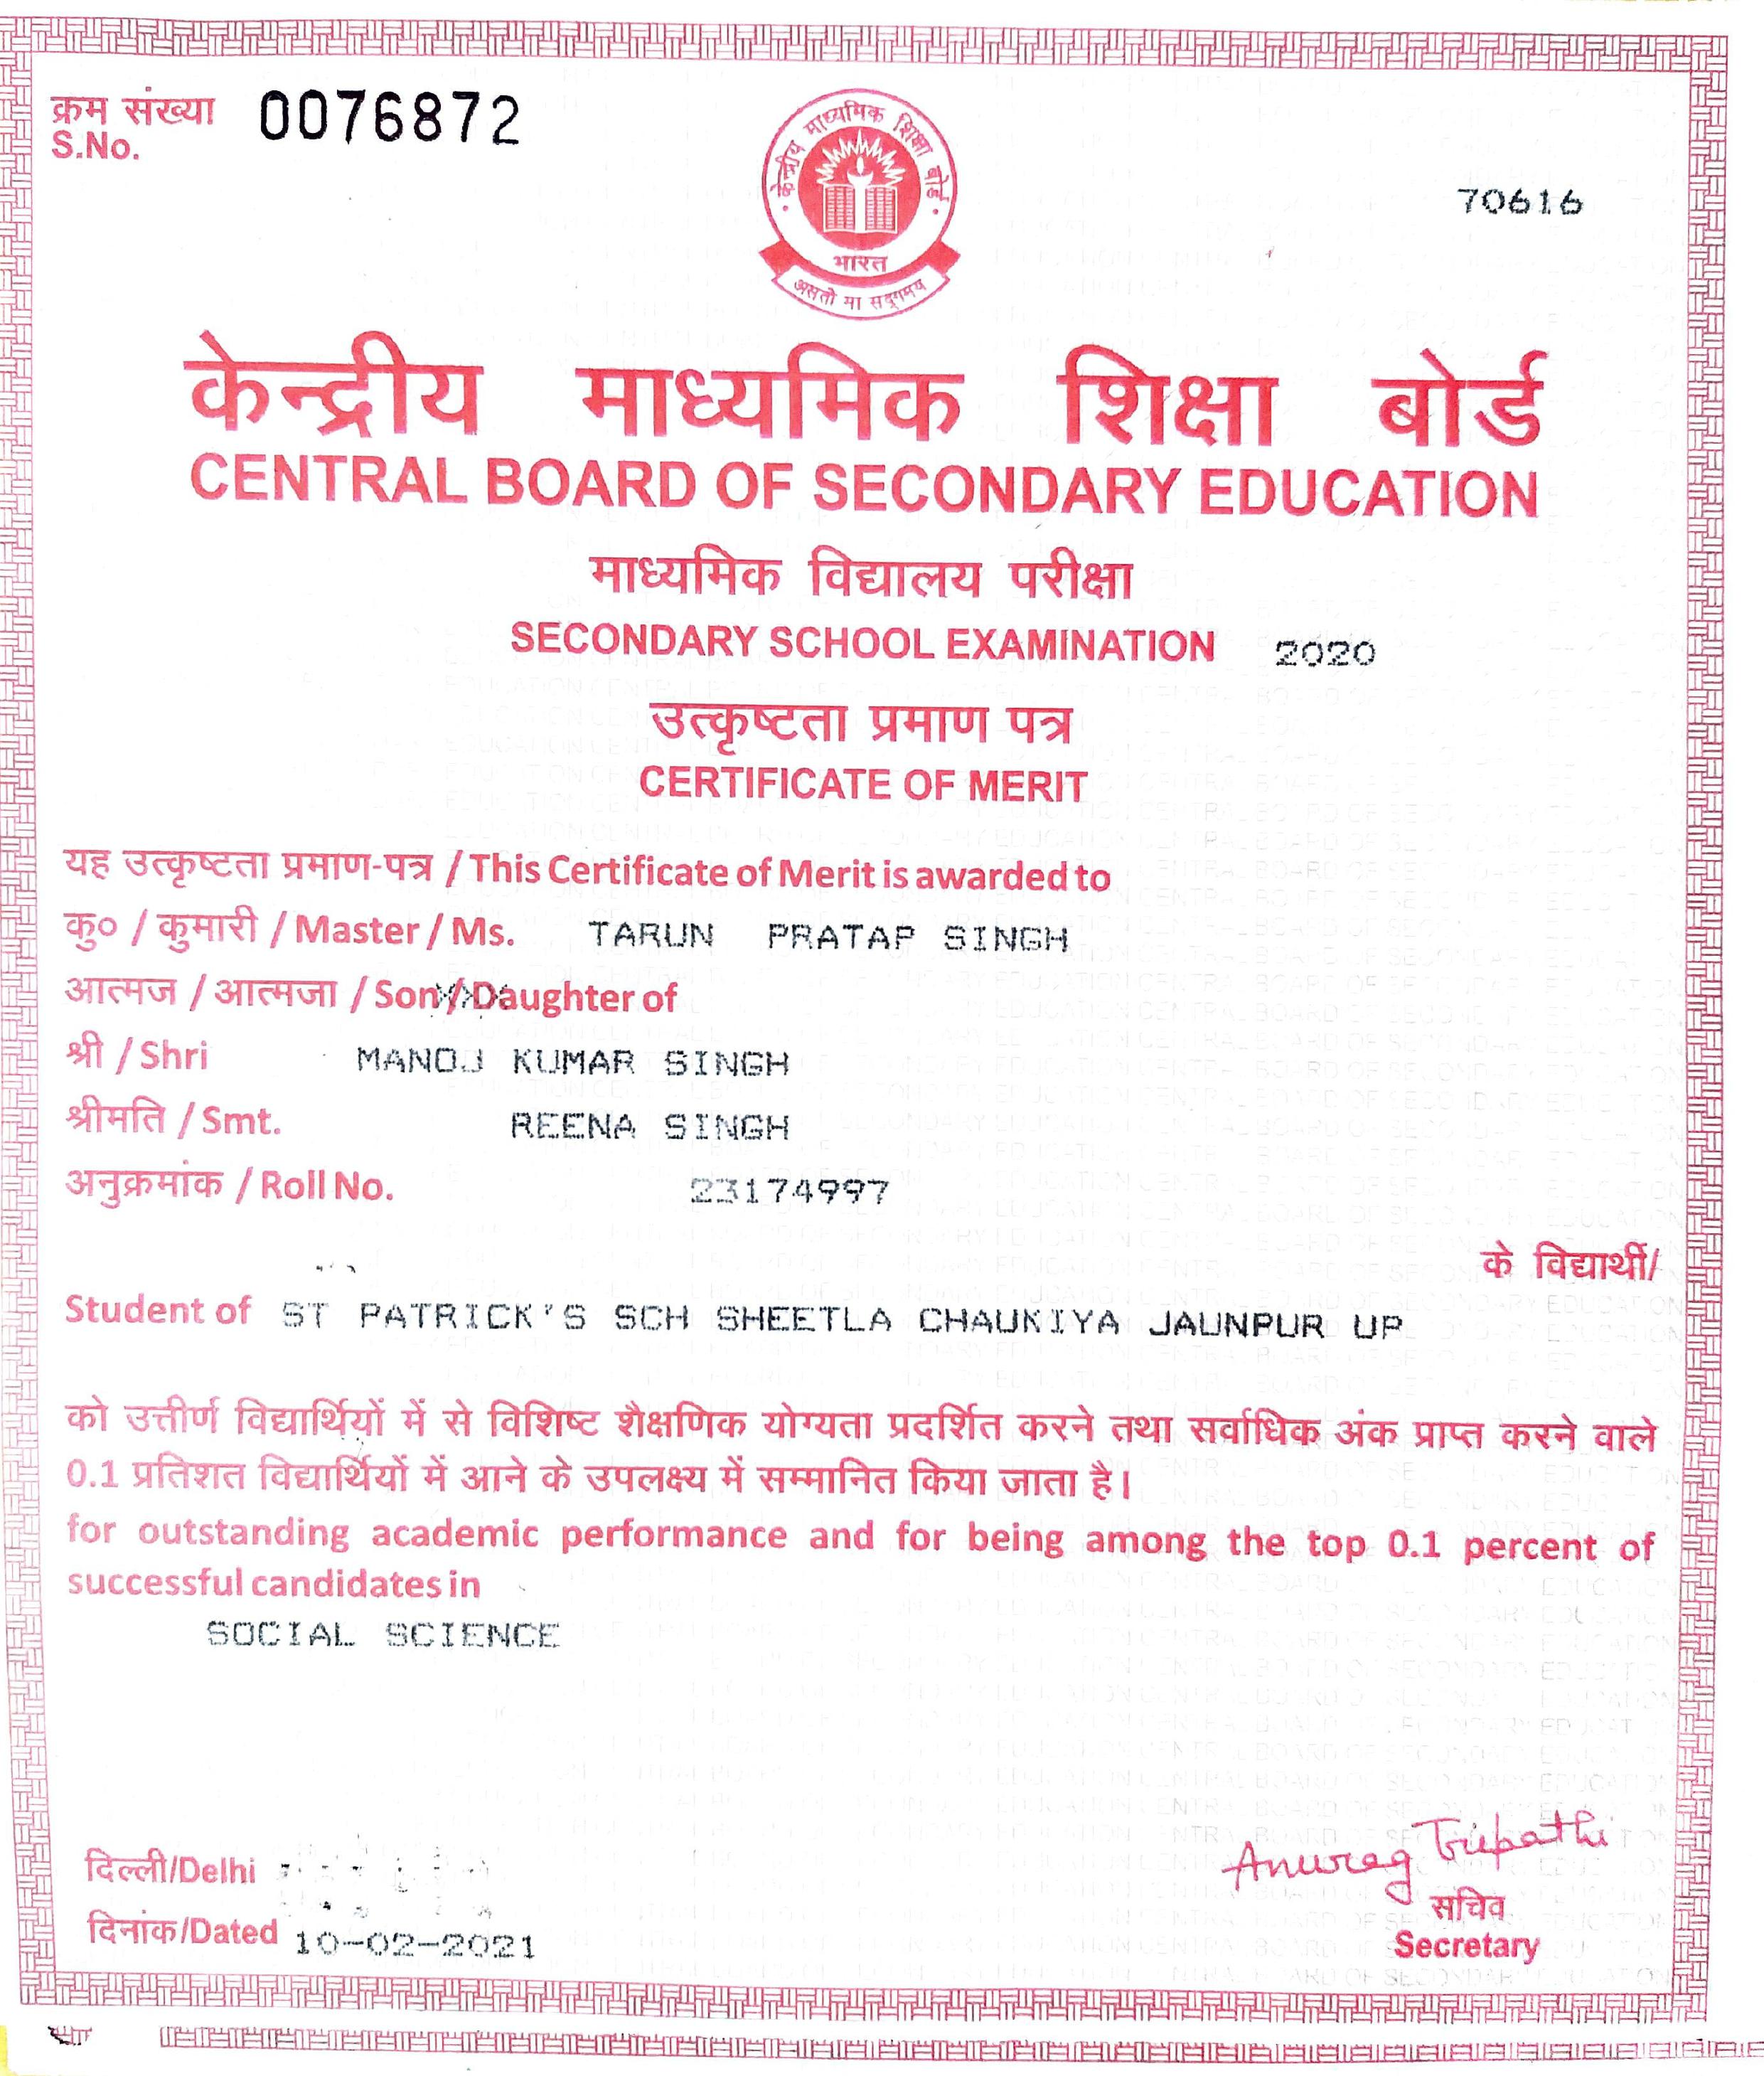 क्रम संख्या 0076872
S.No.
केन्द्रीय माध्यमिक शिक्षा बोर्ड
भारत
असतो मा सद्गमय
70616
केन्द्रीय माध्यमिक शिक्षा बोर्ड
CENTRAL BOARD OF SECONDARY EDUCATION
माध्यमिक विद्यालय परीक्षा
SECONDARY SCHOOL EXAMINATION 2020
उत्कृष्टता प्रमाण पत्र
CERTIFICATE OF MERIT
यह उत्कृष्टता प्रमाण-पत्र / This Certificate of Merit is awarded to
कु० / कुमारी / Master / Ms. TARUN PRATAP SINGH
आत्मज / आत्मजा / Son / Daughter of
श्री / Shri MANOJ KUMAR SINGH
श्रीमति / Smt. REENA SINGH
अनुक्रमांक / Roll No. 23174997
के विद्यार्थी/
Student of ST PATRICK'S SCH SHEETLA CHAUKIYA JAUNPUR UP
को उत्तीर्ण विद्यार्थियों में से विशिष्ट शैक्षणिक योग्यता प्रदर्शित करने तथा सर्वाधिक अंक प्राप्त करने वाले
0.1 प्रतिशत विद्यार्थियों में आने के उपलक्ष्य में सम्मानित किया जाता है।
for outstanding academic performance and for being among the top 0.1 percent of
successful candidates in
SOCIAL SCIENCE
Anurag Tripathi
दिल्ली/Delhi
सचिव
दिनांक/Dated 10-02-2021
Secretary